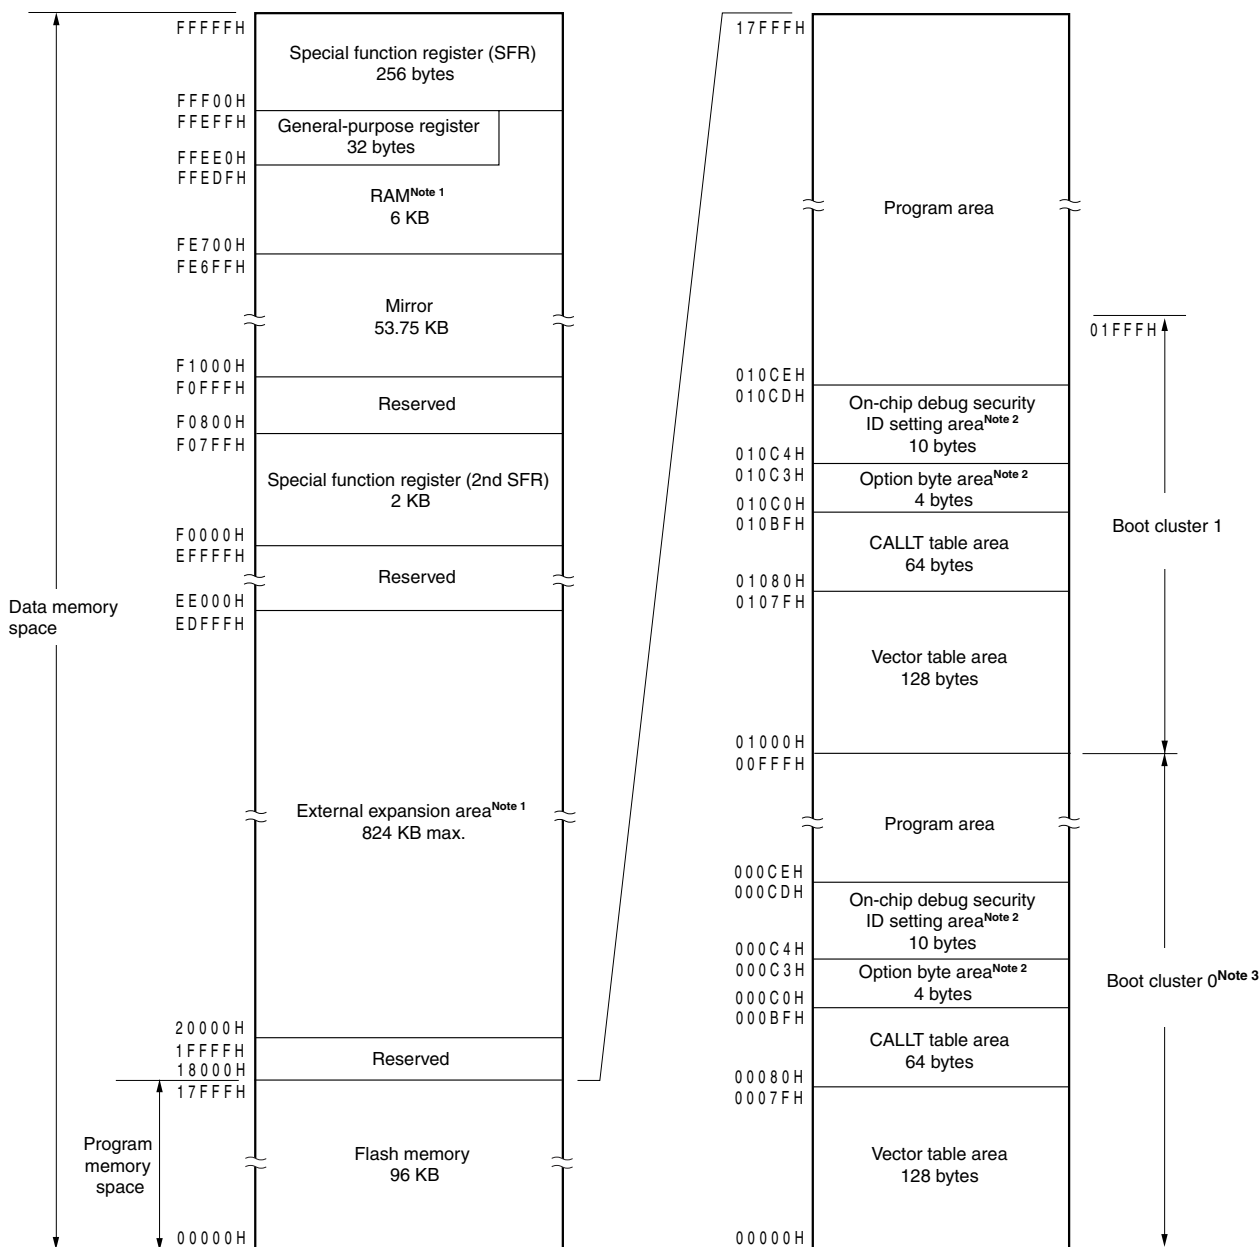 FFFFFH
Special function register (SFR)
256 bytes
FFF00H
FFEFFH
General-purpose register
32 bytes
FFEE0H
FFEDFH
RAMNote 1
6 KB
FE700H
FE6FFH
Mirror
53.75 KB
F1000H
F0FFFH
Reserved
F0800H
F07FFH
Special function register (2nd SFR)
2 KB
F0000H
EFFFFH
Reserved
EE000H
EDFFFH
Data memory
space
External expansion areaNote 1
824 KB max.
20000H
1FFFFH
Reserved
18000H
17FFFH
Program
memory
space
Flash memory
96 KB
00000H
17FFFH
Program area
01FFFH
010CEH
010CDH
On-chip debug security
ID setting areaNote 2
10 bytes
010C4H
010C3H
Option byte areaNote 2
4 bytes
010C0H
010BFH
Boot cluster 1
CALLT table area
64 bytes
01080H
0107FH
Vector table area
128 bytes
01000H
00FFFH
Program area
000CEH
000CDH
On-chip debug security
ID setting areaNote 2
10 bytes
000C4H
000C3H
Option byte areaNote 2
4 bytes
Boot cluster 0Note 3
000C0H
000BFH
CALLT table area
64 bytes
00080H
0007FH
Vector table area
128 bytes
00000H